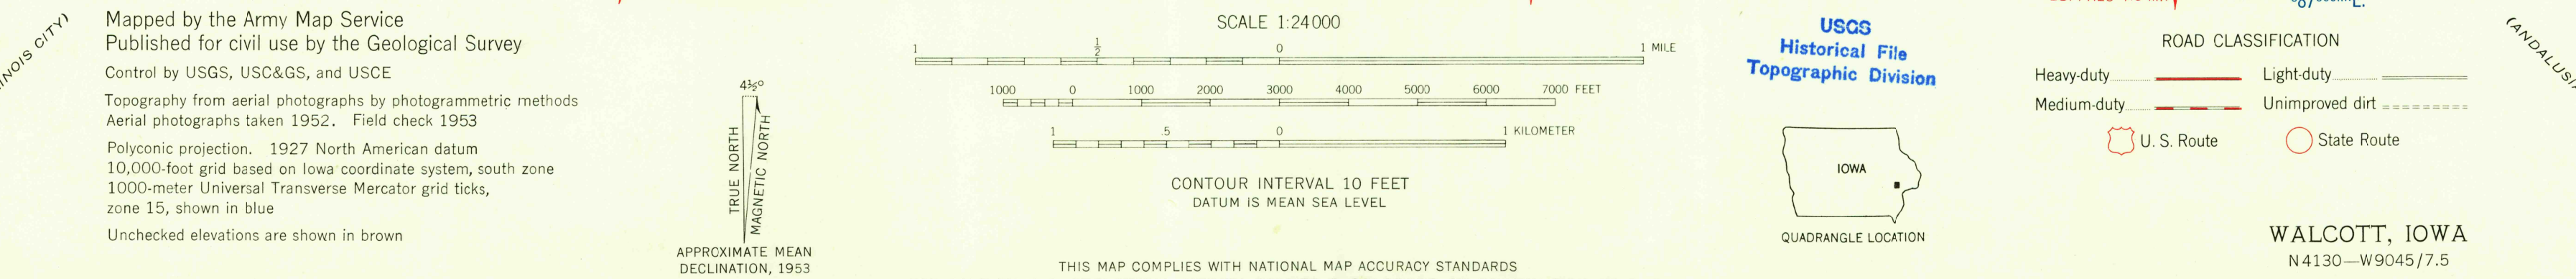 INOIS CITY)
Mapped by the Army Map Service
Published for civil use by the Geological Survey
Control by USGS, USC&GS, and USCE
Topography from aerial photographs by photogrammetric methods
Aerial photographs taken 1952. Field check 1953
Polyconic projection. 1927 North American datum
10,000-foot grid based on Iowa coordinate system, south zone
1000-meter Universal Transverse Mercator grid ticks,
zone 15, shown in blue
Unchecked elevations are shown in brown
4½°
TRUE NORTH
MAGNETIC NORTH
APPROXIMATE MEAN
DECLINATION, 1953
SCALE 1:24000
1 ½ 0 1 MILE
1000 0 1000 2000 3000 4000 5000 6000 7000 FEET
1 .5 0 1 KILOMETER
CONTOUR INTERVAL 10 FEET
DATUM IS MEAN SEA LEVEL
THIS MAP COMPLIES WITH NATIONAL MAP ACCURACY STANDARDS
USGS
Historical File
Topographic Division
IOWA
QUADRANGLE LOCATION
ROAD CLASSIFICATION
Heavy-duty Light-duty
Medium-duty Unimproved dirt
U. S. Route State Route
WALCOTT, IOWA
N4130—W9045/7.5
(ANDALUSI